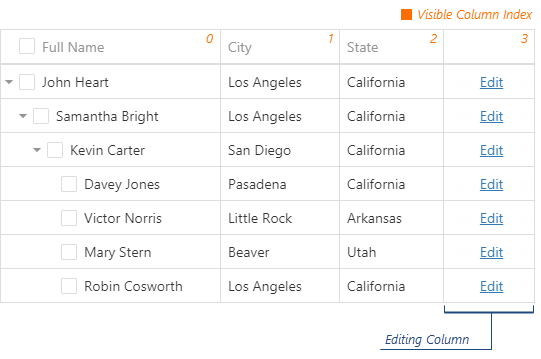 Visible Column Index
Full Name 0 City 1 State 2 3
John Heart Los Angeles California Edit
Samantha Bright Los Angeles California Edit
Kevin Carter San Diego California Edit
Davey Jones Pasadena California Edit
Victor Norris Little Rock Arkansas Edit
Mary Stern Beaver Utah Edit
Robin Cosworth Los Angeles California Edit
Editing Column